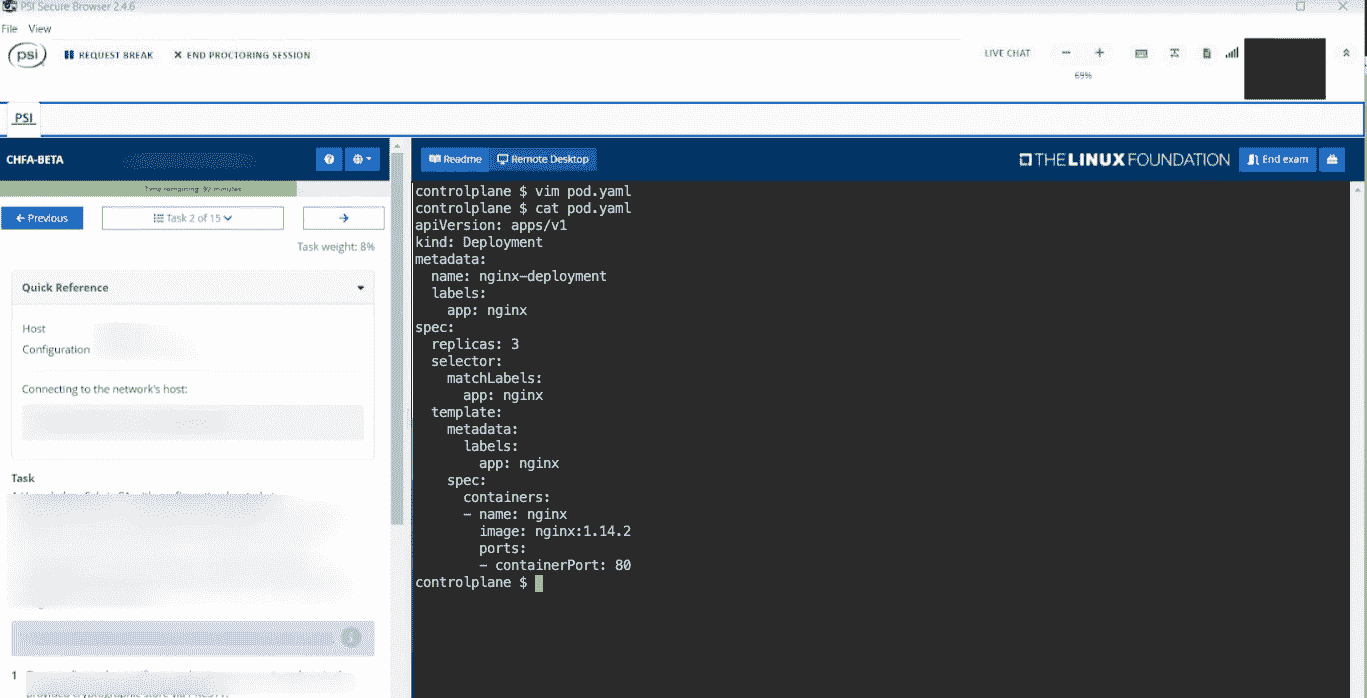 PSI Secure Browser 2.4.6
File View
psi REQUEST BREAK END PROCTORING SESSION LIVE CHAT
69%
PSI
CHFA-BETA Readme Remote Desktop THE LINUX FOUNDATION End exam
Time remaining 92 minutes
Previous Task 2 of 15
Task weight: 8%
Quick Reference
Host
Configuration
Connecting to the network's host:
Task
1
controlplane $ vim pod.yaml
controlplane $ cat pod.yaml
apiVersion: apps/v1
kind: Deployment
metadata:
name: nginx-deployment
labels:
app: nginx
spec:
replicas: 3
selector:
matchLabels:
app: nginx
template:
metadata:
labels:
app: nginx
spec:
containers:
- name: nginx
image: nginx:1.14.2
ports:
- containerPort: 80
controlplane $